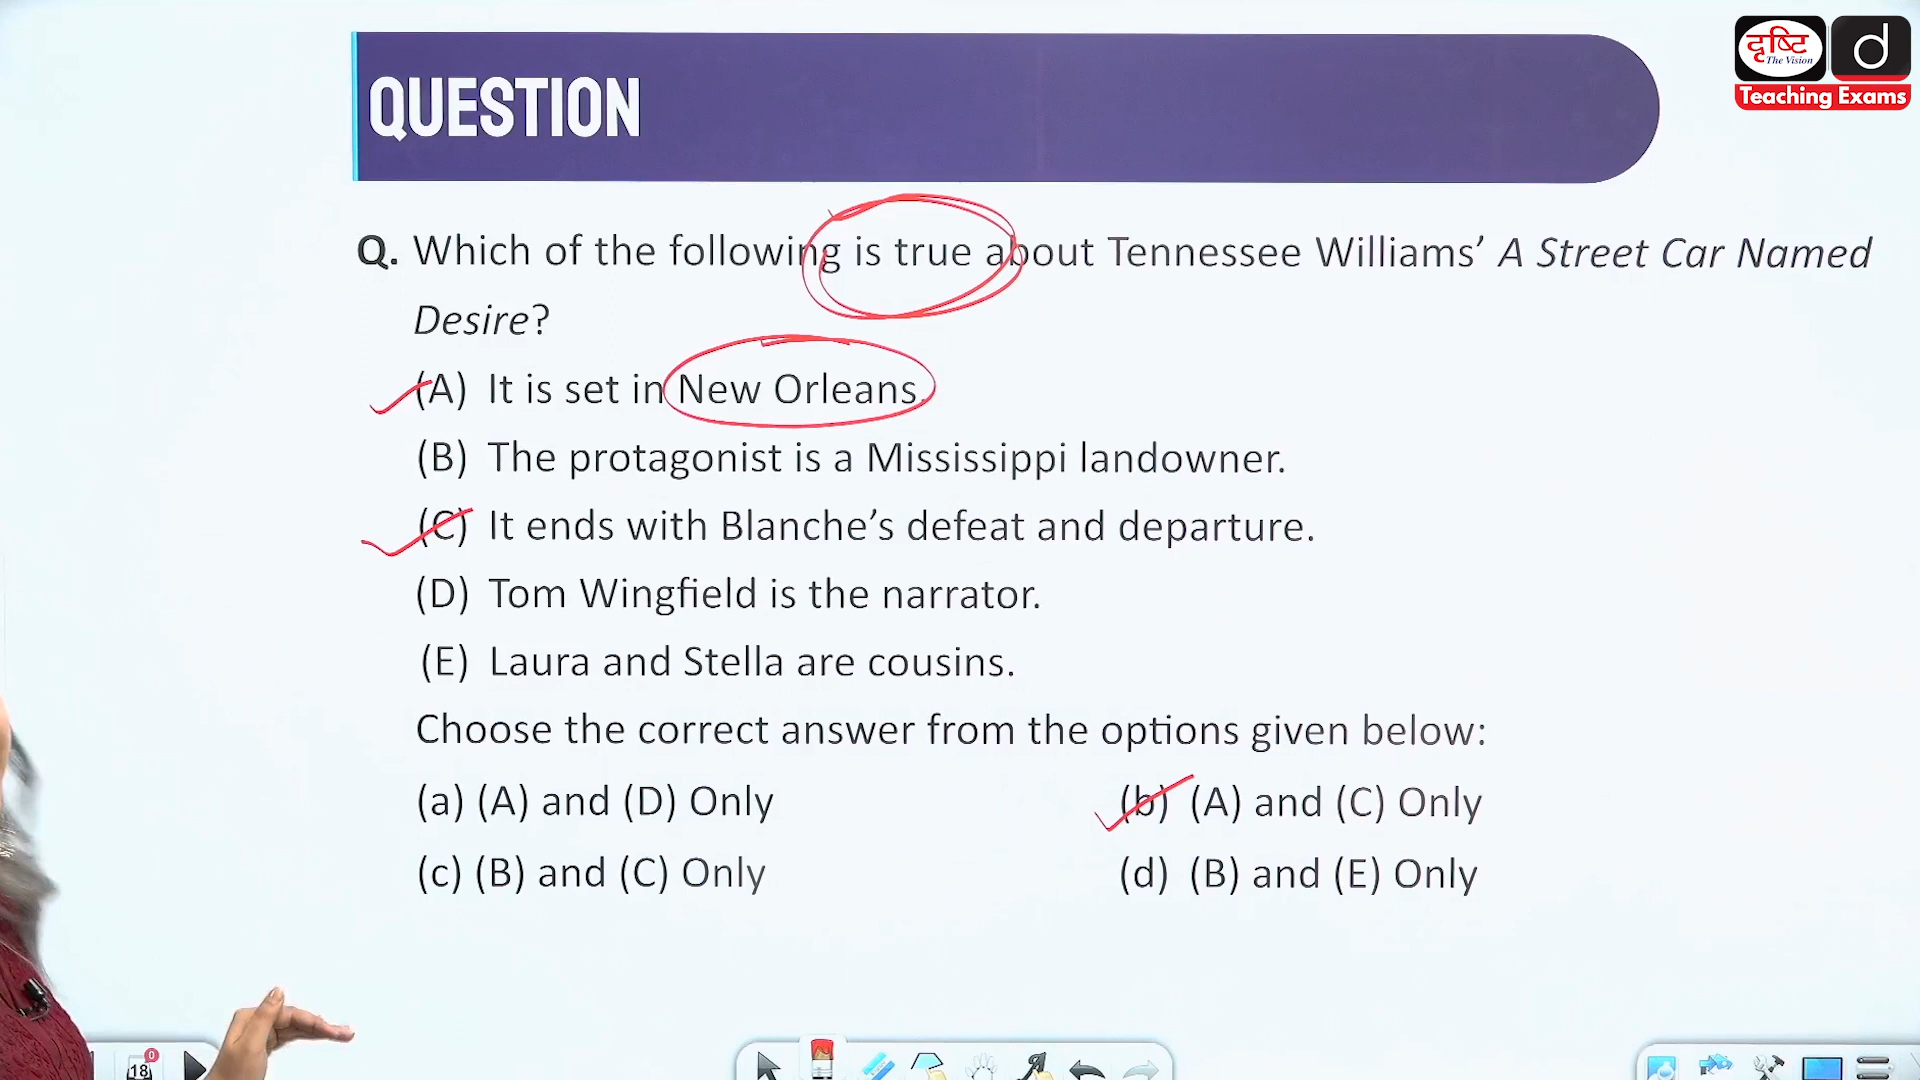 दृष्टि
The Vision
d
Teaching Exams
QUESTION
Q. Which of the following is true about Tennessee Williams’ A Street Car Named
Desire?
(A) It is set in New Orleans.
(B) The protagonist is a Mississippi landowner.
(C) It ends with Blanche’s defeat and departure.
(D) Tom Wingfield is the narrator.
(E) Laura and Stella are cousins.
Choose the correct answer from the options given below:
(a) (A) and (D) Only (b) (A) and (C) Only
(c) (B) and (C) Only (d) (B) and (E) Only
0
18